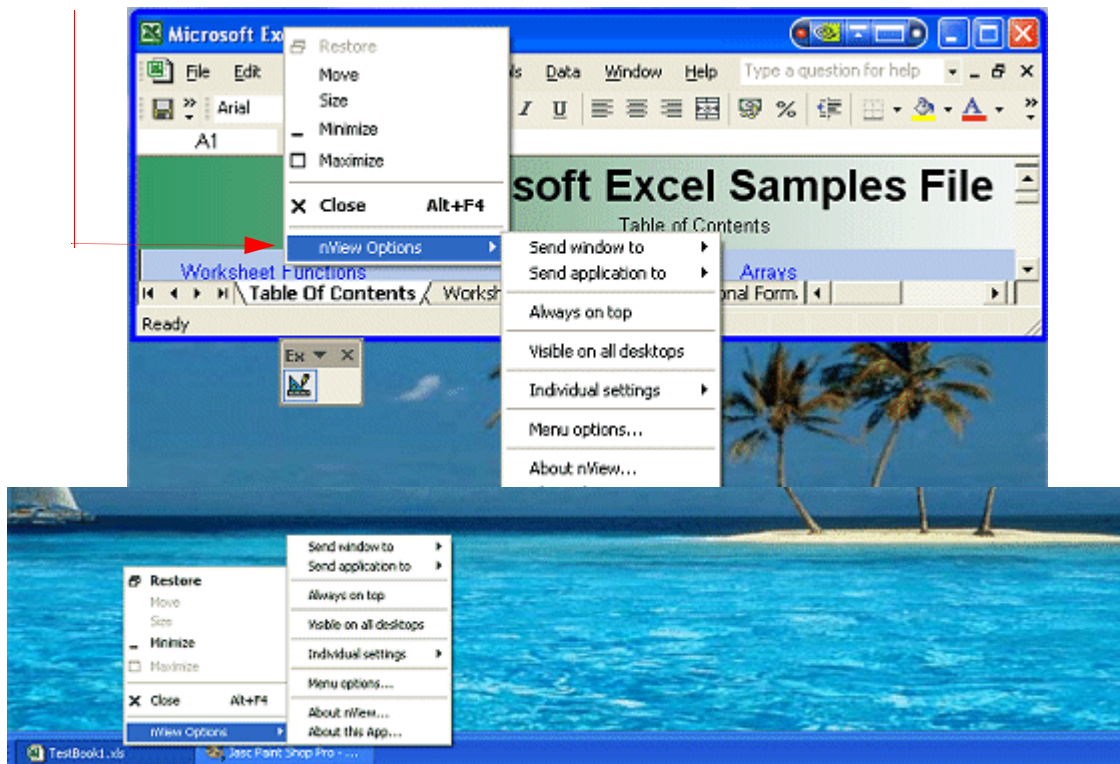 Microsoft Ex
Restore
Move
Size
Minimize
Maximize
Close Alt+F4
nView Options
File Edit ls Data Window Help Type a question for help
Arial I U %
A1
soft Excel Samples File
Table of Contents
Worksheet Functions Arrays
Table Of Contents Worksh onal Form.
Ready
Send window to
Send application to
Always on top
Visible on all desktops
Individual settings
Menu options...
About nView...
Ex
Restore
Move
Size
Minimize
Maximize
Close Alt+F4
nView Options
Send window to
Send application to
Always on top
Visible on all desktops
Individual settings
Menu options...
About nView...
About this App...
TestBook1.xls
Jasc Paint Shop Pro - ...